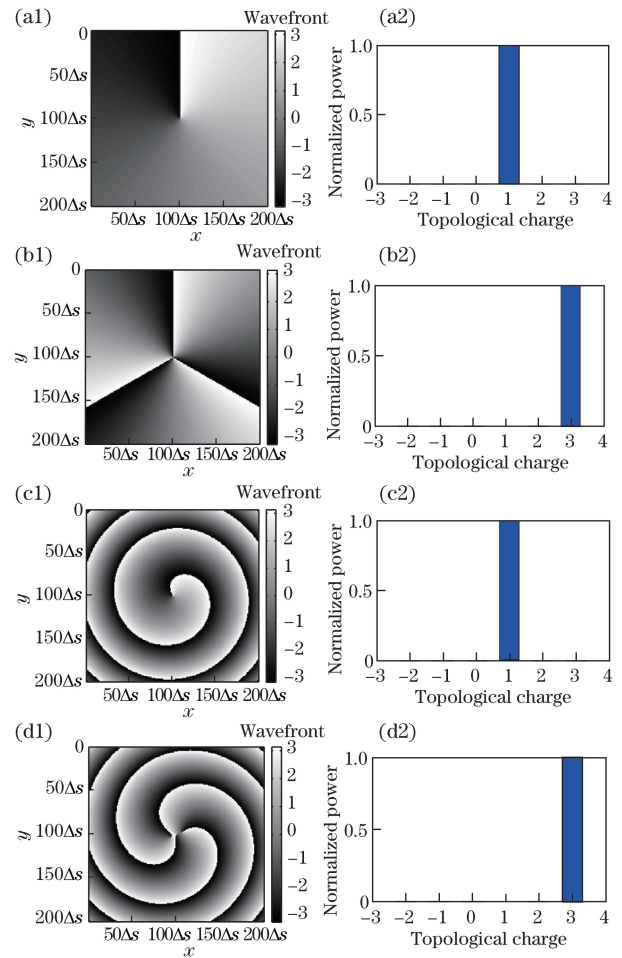 (a1)
Wavefront
0
50Δs
100Δs
150Δs
200Δs
y
50Δs 100Δs 150Δs 200Δs
x
3
2
1
0
−1
−2
−3
(a2)
Normalized power
1.0
0.5
0
−3 −2 −1 0 1 2 3 4
Topological charge
(b1)
Wavefront
0
50Δs
100Δs
150Δs
200Δs
y
50Δs 100Δs 150Δs 200Δs
x
3
2
1
0
−1
−2
−3
(b2)
Normalized power
1.0
0.5
0
−3 −2 −1 0 1 2 3 4
Topological charge
(c1)
Wavefront
0
50Δs
100Δs
150Δs
200Δs
y
50Δs 100Δs 150Δs 200Δs
x
3
2
1
0
−1
−2
−3
(c2)
Normalized power
1.0
0.5
0
−3 −2 −1 0 1 2 3 4
Topological charge
(d1)
Wavefront
0
50Δs
100Δs
150Δs
200Δs
y
50Δs 100Δs 150Δs 200Δs
x
3
2
1
0
−1
−2
−3
(d2)
Normalized power
1.0
0.5
0
−3 −2 −1 0 1 2 3 4
Topological charge